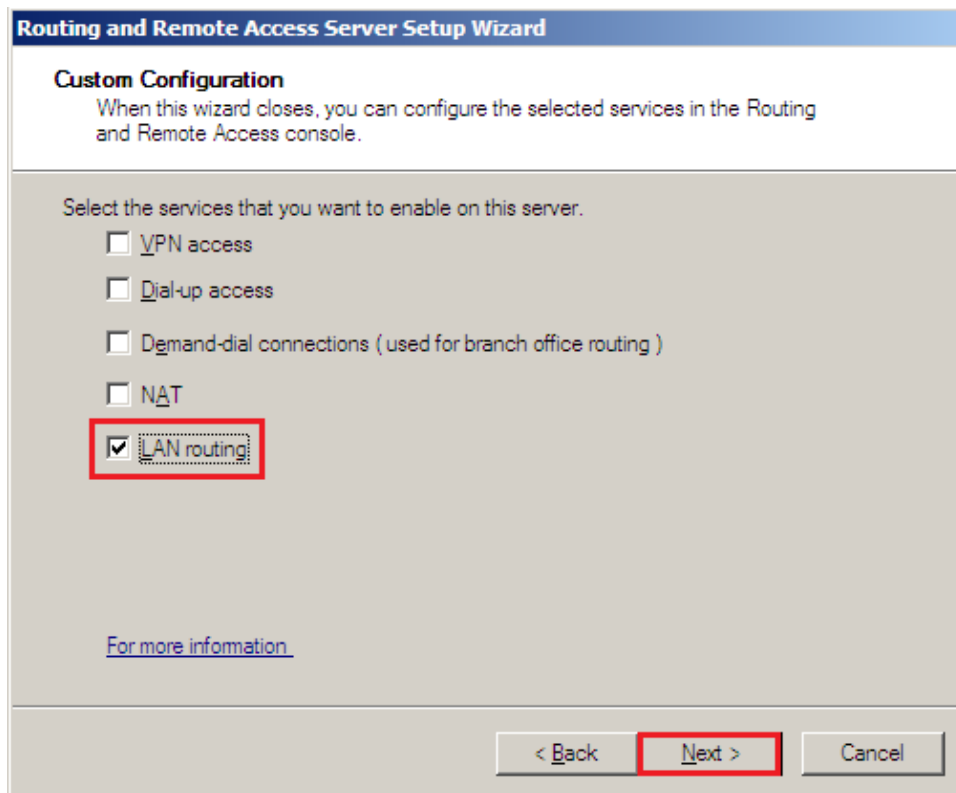 Routing and Remote Access Server Setup Wizard
Custom Configuration
When this wizard closes, you can configure the selected services in the Routing
and Remote Access console.
Select the services that you want to enable on this server.
VPN access
Dial-up access
Demand-dial connections ( used for branch office routing )
NAT
LAN routing
For more information
< Back Next > Cancel